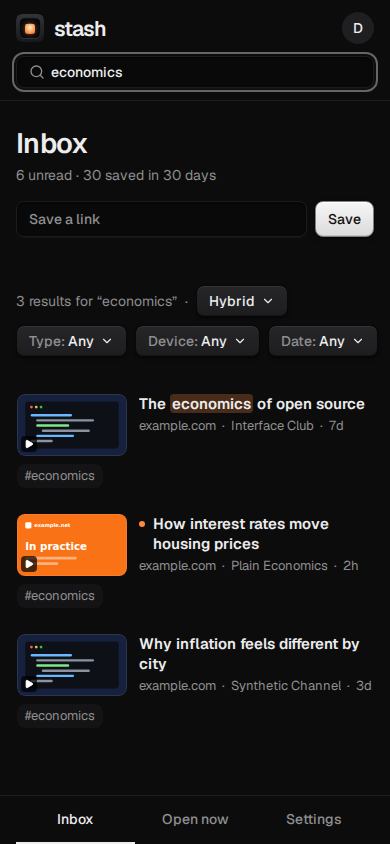 stash
D
economics
Inbox
6 unread · 30 saved in 30 days
Save a link
Save
3 results for “economics” ·
Hybrid
Type: Any
Device: Any
Date: Any
The economics of open source
example.com · Interface Club · 7d
#economics
example.net
In practice
How interest rates move
housing prices
example.com · Plain Economics · 2h
#economics
Why inflation feels different by
city
example.com · Synthetic Channel · 3d
#economics
Inbox
Open now
Settings